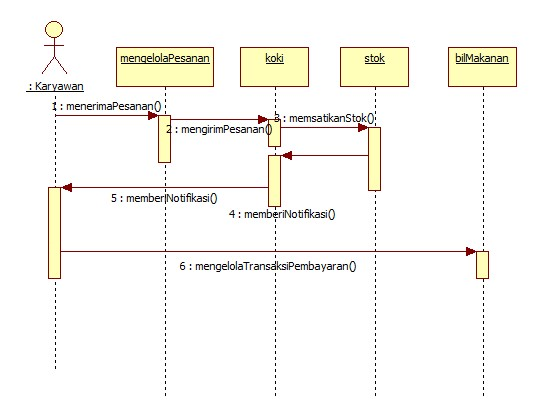 mengelolaPesanan
koki
stok
bilMakanan
: Karyawan
1 : menerimaPesanan()
2 : mengirimPesanan()
3 : memsatikanStok()
5 : memberiNotifikasi()
4 : memberiNotifikasi()
6 : mengelolaTransaksiPembayaran()